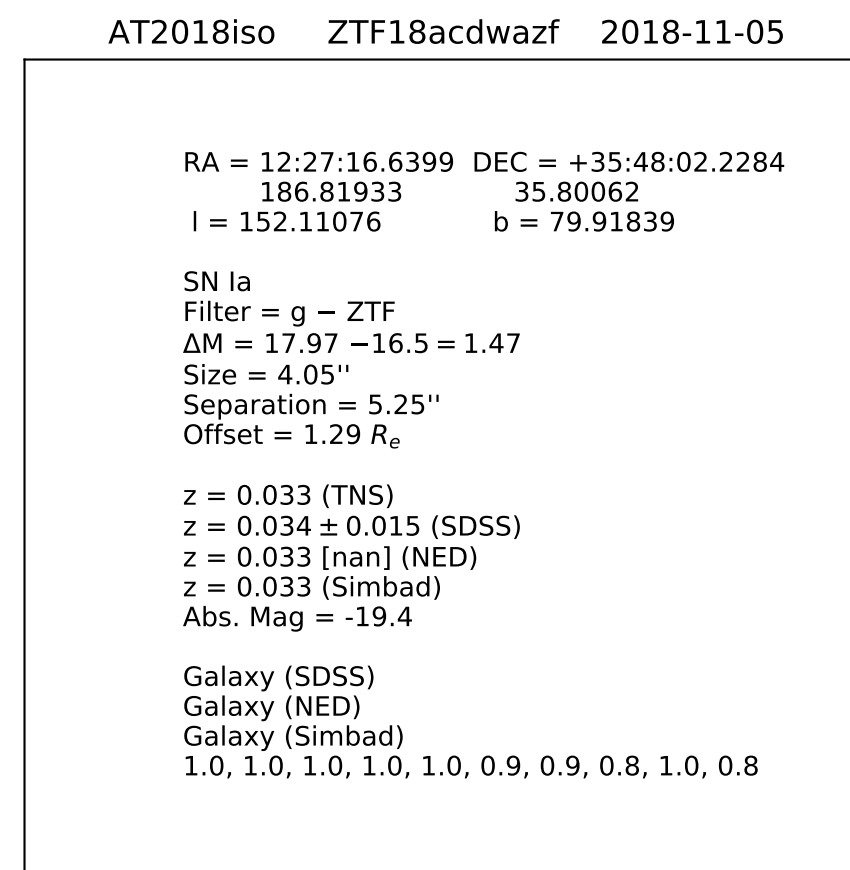 AT2018iso ZTF18acdwazf 2018-11-05
RA = 12:27:16.6399 DEC = +35:48:02.2284
186.81933 35.80062
l = 152.11076 b = 79.91839
SN Ia
Filter = g − ZTF
ΔM = 17.97 −16.5 = 1.47
Size = 4.05''
Separation = 5.25''
Offset = 1.29 Re
z = 0.033 (TNS)
z = 0.034 ± 0.015 (SDSS)
z = 0.033 [nan] (NED)
z = 0.033 (Simbad)
Abs. Mag = -19.4
Galaxy (SDSS)
Galaxy (NED)
Galaxy (Simbad)
1.0, 1.0, 1.0, 1.0, 1.0, 0.9, 0.9, 0.8, 1.0, 0.8